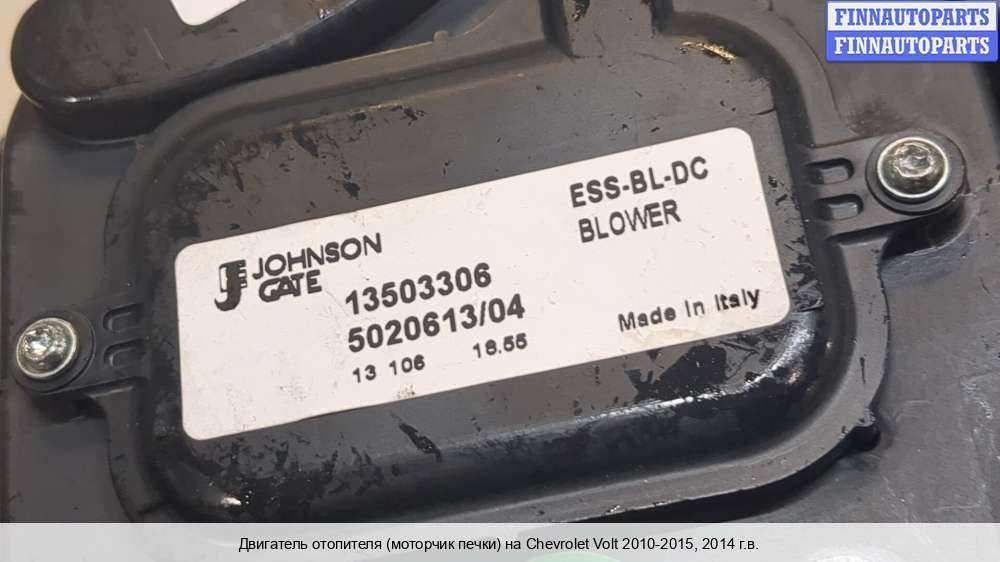 FINNAUTOPARTS
FINNAUTOPARTS
ESS-BL-DC
BLOWER
JOHNSON
GATE
13503306
5020613/04
13 106 16.55
Made in Italy
Двигатель отопителя (моторчик печки) на Chevrolet Volt 2010-2015, 2014 г.в.